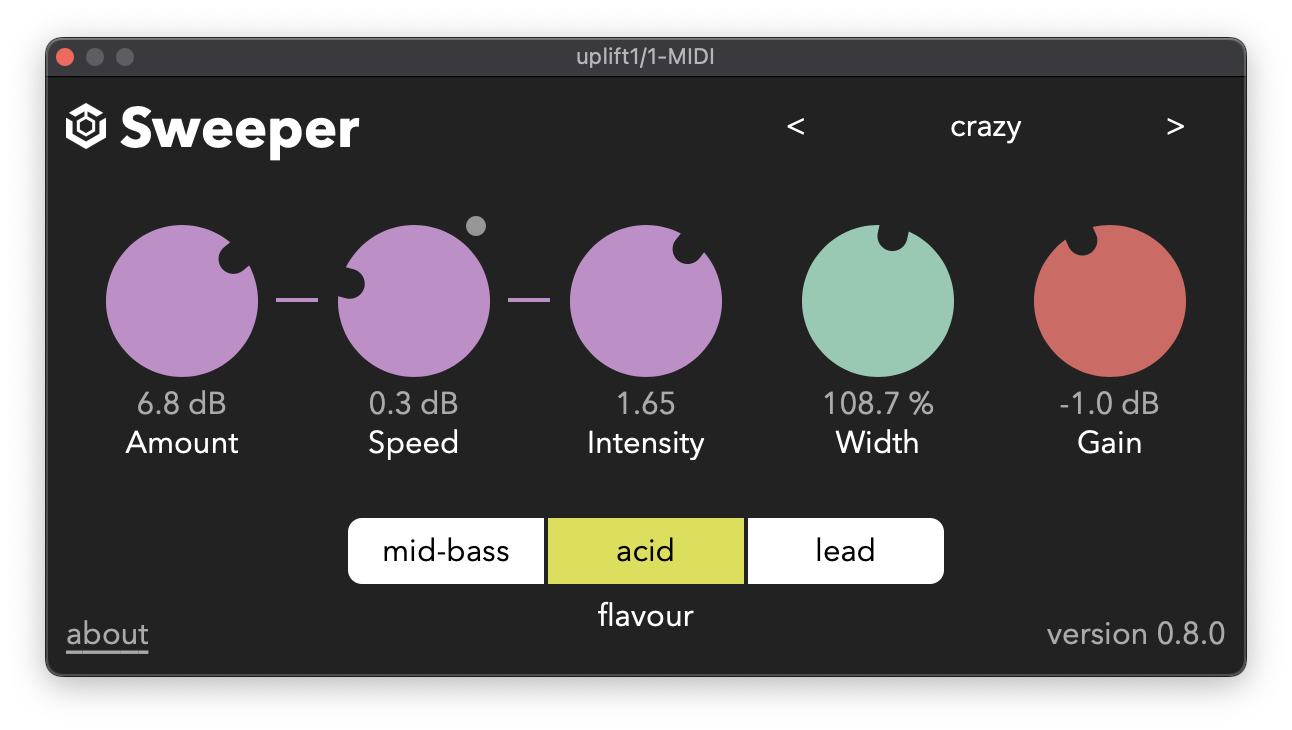 uplift1/1-MIDI
Sweeper
< crazy >
6.8 dB 0.3 dB 1.65 108.7 % -1.0 dB
Amount Speed Intensity Width Gain
mid-bass acid lead
flavour
about version 0.8.0